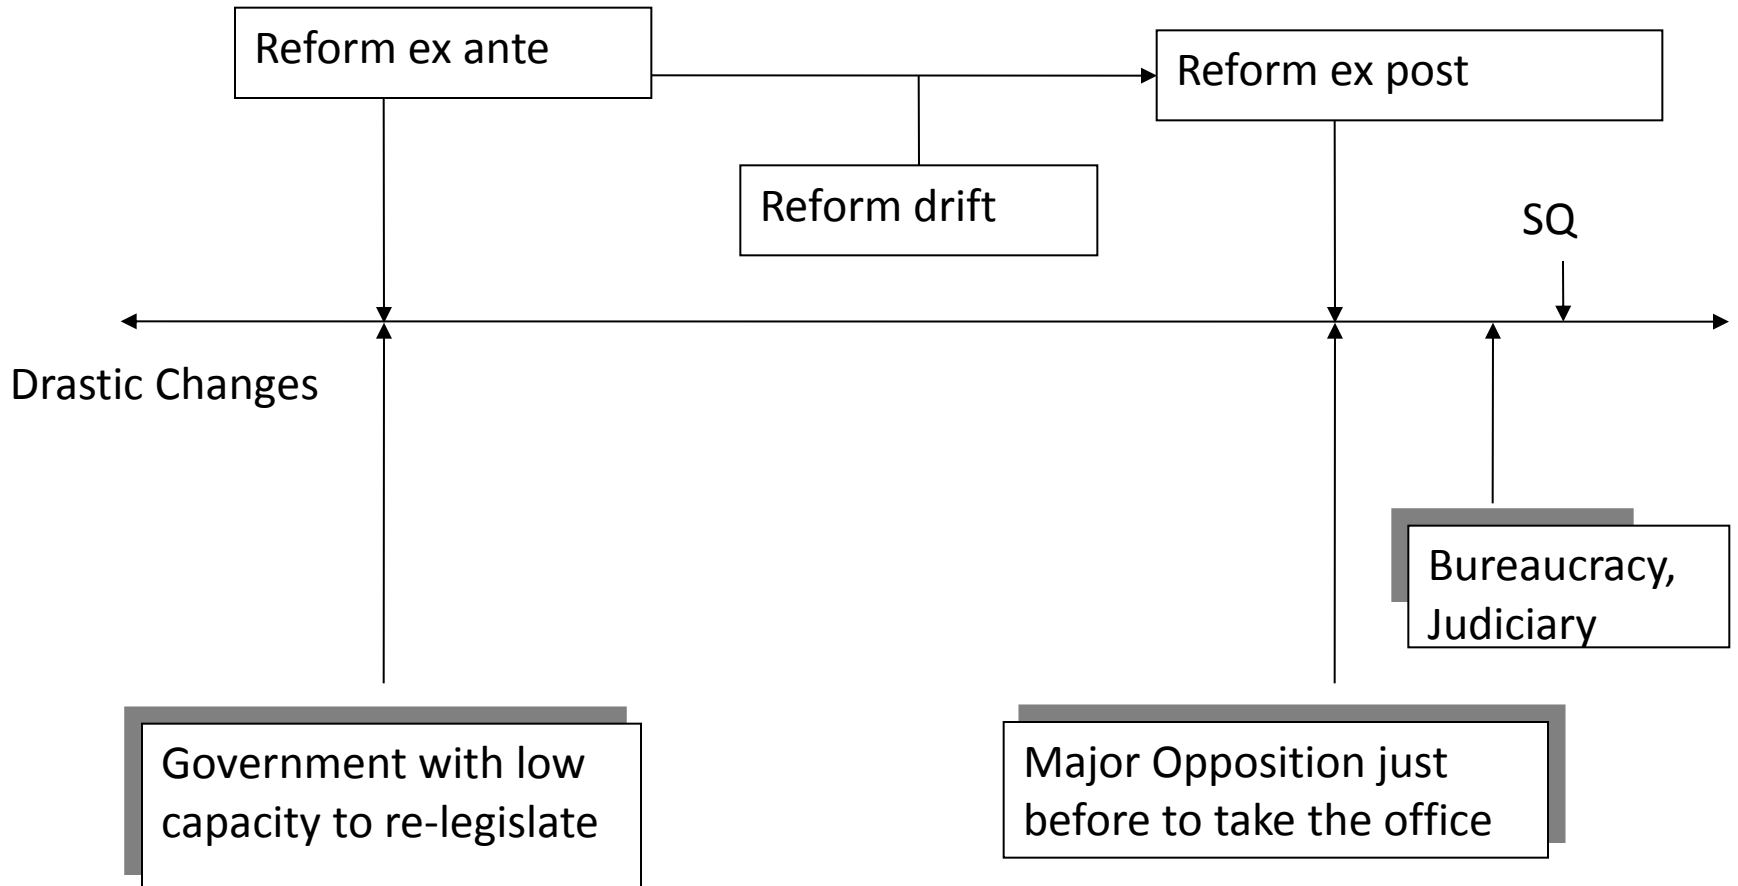 Reform ex ante
Reform ex post
Reform drift
SQ
Drastic Changes
Bureaucracy,
Judiciary
Government with low
capacity to re-legislate
Major Opposition just
before to take the office